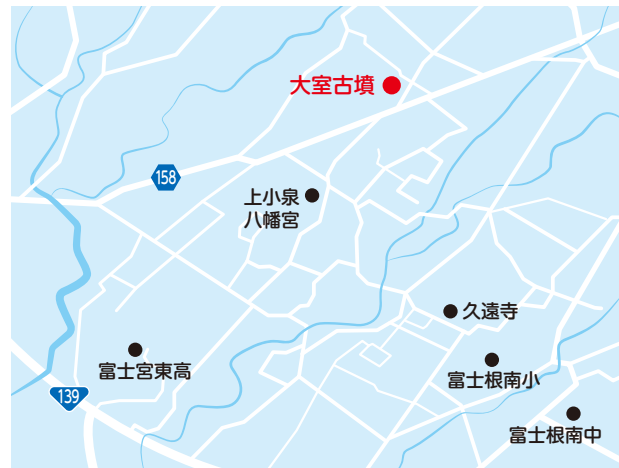 大室古墳
158
上小泉
八幡宮
久遠寺
富士宮東高
富士根南小
139
富士根南中